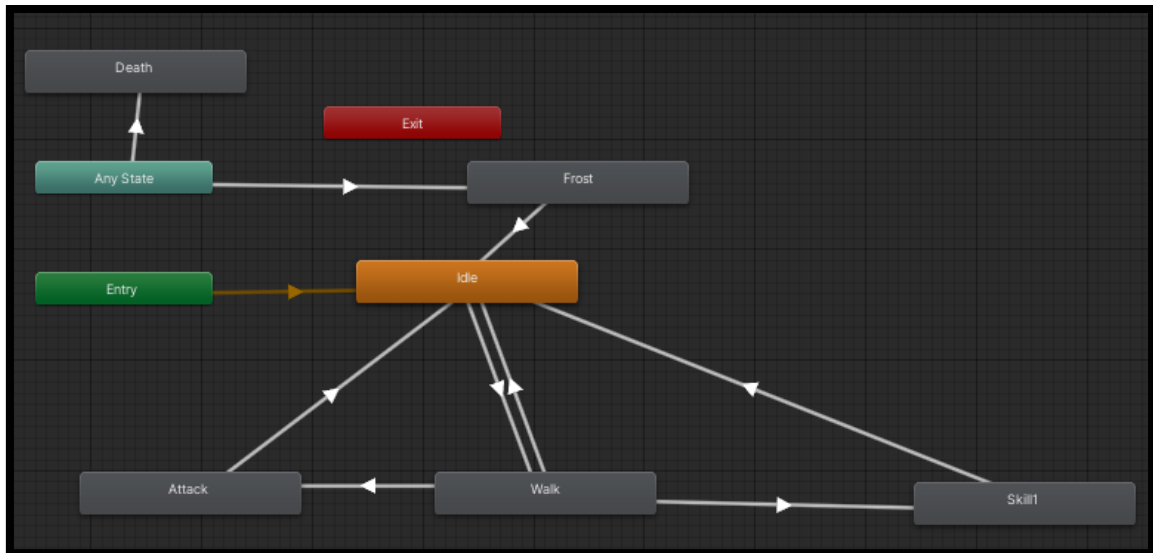 Death
Exit
Any State
Frost
Idle
Entry
Attack
Walk
Skill1